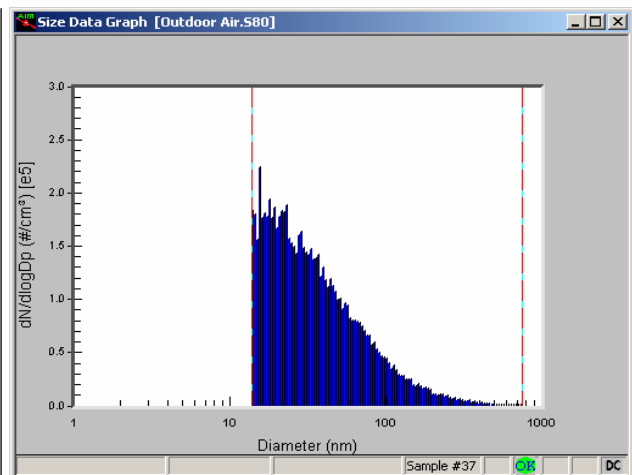 AIM Size Data Graph [Outdoor Air.S80]
3.0
2.5
2.0
1.5
1.0
0.5
0.0
dN/dlogDp (#/cm³) [e5]
1 10 100 1000
Diameter (nm)
Sample #37 OK DC